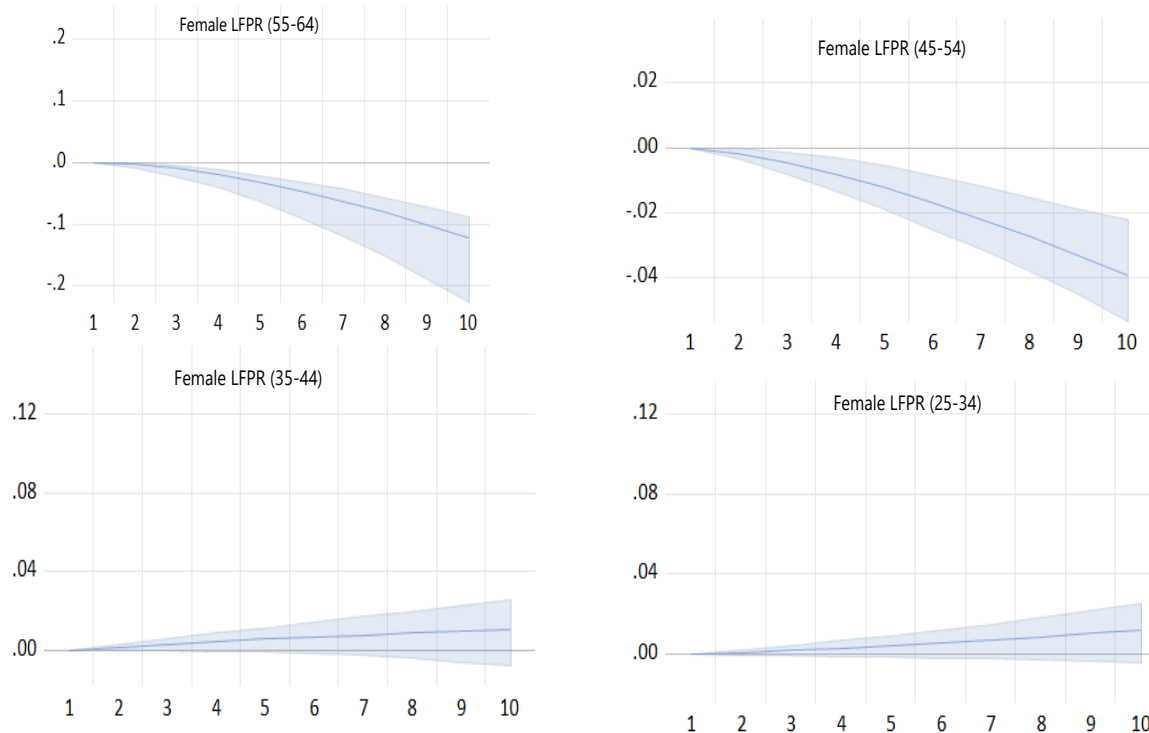 Female LFPR (55-64)
.2
.1
.0
-.1
-.2
1 2 3 4 5 6 7 8 9 10
Female LFPR (45-54)
.02
.00
-.02
-.04
1 2 3 4 5 6 7 8 9 10
Female LFPR (35-44)
.12
.08
.04
.00
1 2 3 4 5 6 7 8 9 10
Female LFPR (25-34)
.12
.08
.04
.00
1 2 3 4 5 6 7 8 9 10